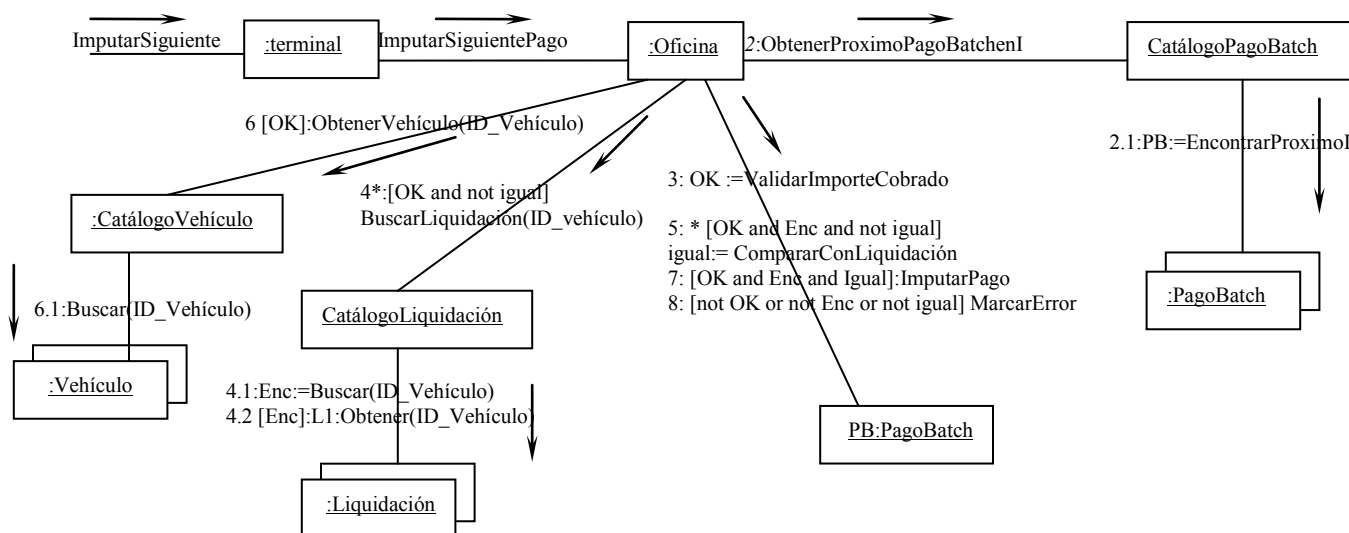 ImputarSiguiente
:terminal
ImputarSiguientePago
:Oficina
2:ObtenerProximoPagoBatchenI
CatálogoPagoBatch
6 [OK]:ObtenerVehículo(ID_Vehículo)
2.1:PB:=EncontrarProximoI
4*:[OK and not igual]
BuscarLiquidación(ID_vehículo)
3: OK :=ValidarImporteCobrado
:CatálogoVehículo
5: * [OK and Enc and not igual]
igual:= CompararConLiquidación
7: [OK and Enc and Igual]:ImputarPago
8: [not OK or not Enc or not igual] MarcarError
6.1:Buscar(ID_Vehículo)
CatálogoLiquidación
:PagoBatch
:Vehículo
4.1:Enc:=Buscar(ID_Vehículo)
4.2 [Enc]:L1:Obtener(ID_Vehículo)
PB:PagoBatch
:Liquidación